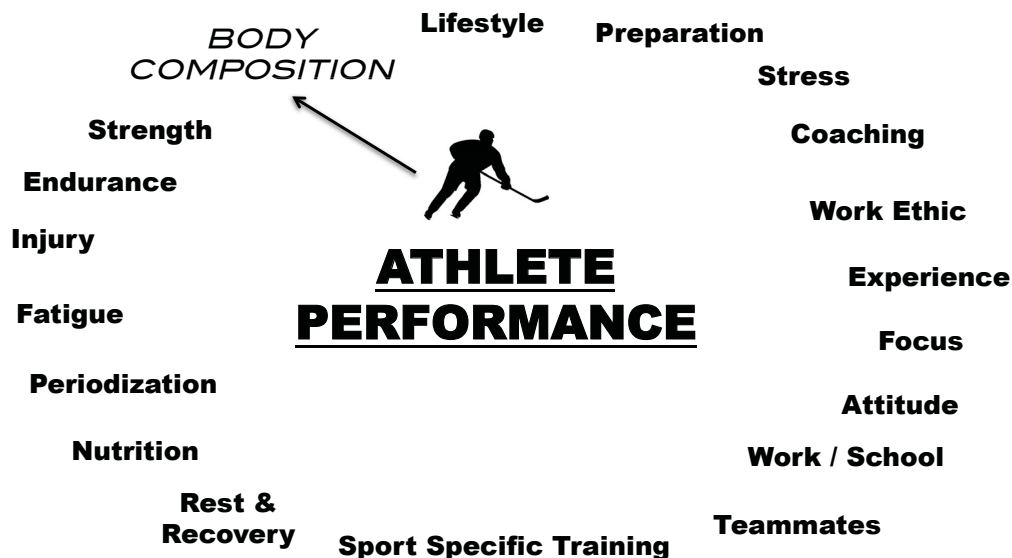 BODY
COMPOSITION
Lifestyle
Preparation
Stress
Strength
Coaching
Endurance
Work Ethic
Injury
ATHLETE
PERFORMANCE
Experience
Fatigue
Focus
Periodization
Attitude
Nutrition
Work / School
Rest &
Recovery
Teammates
Sport Specific Training